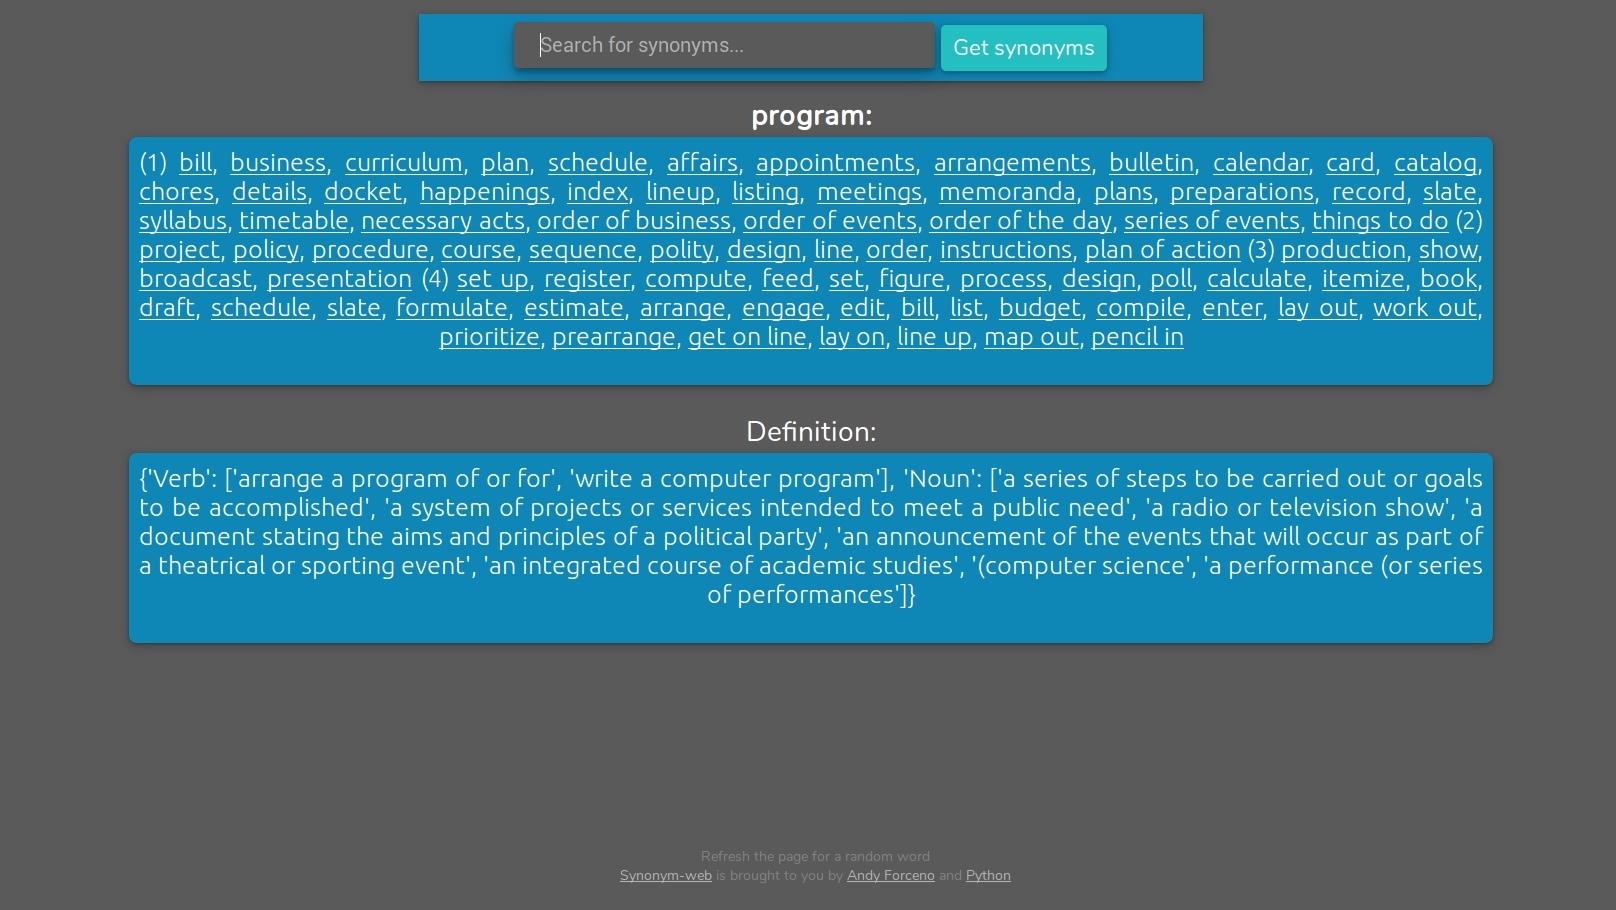 Search for synonyms...
Get synonyms
program:
(1) bill, business, curriculum, plan, schedule, affairs, appointments, arrangements, bulletin, calendar, card, catalog,
chores, details, docket, happenings, index, lineup, listing, meetings, memoranda, plans, preparations, record, slate,
syllabus, timetable, necessary acts, order of business, order of events, order of the day, series of events, things to do (2)
project, policy, procedure, course, sequence, polity, design, line, order, instructions, plan of action (3) production, show,
broadcast, presentation (4) set up, register, compute, feed, set, figure, process, design, poll, calculate, itemize, book,
draft, schedule, slate, formulate, estimate, arrange, engage, edit, bill, list, budget, compile, enter, lay out, work out,
prioritize, prearrange, get on line, lay on, line up, map out, pencil in
Definition:
{'Verb': ['arrange a program of or for', 'write a computer program'], 'Noun': ['a series of steps to be carried out or goals
to be accomplished', 'a system of projects or services intended to meet a public need', 'a radio or television show', 'a
document stating the aims and principles of a political party', 'an announcement of the events that will occur as part of
a theatrical or sporting event', 'an integrated course of academic studies', '(computer science', 'a performance (or series
of performances']}
Refresh the page for a random word
Synonym-web is brought to you by Andy Forceno and Python